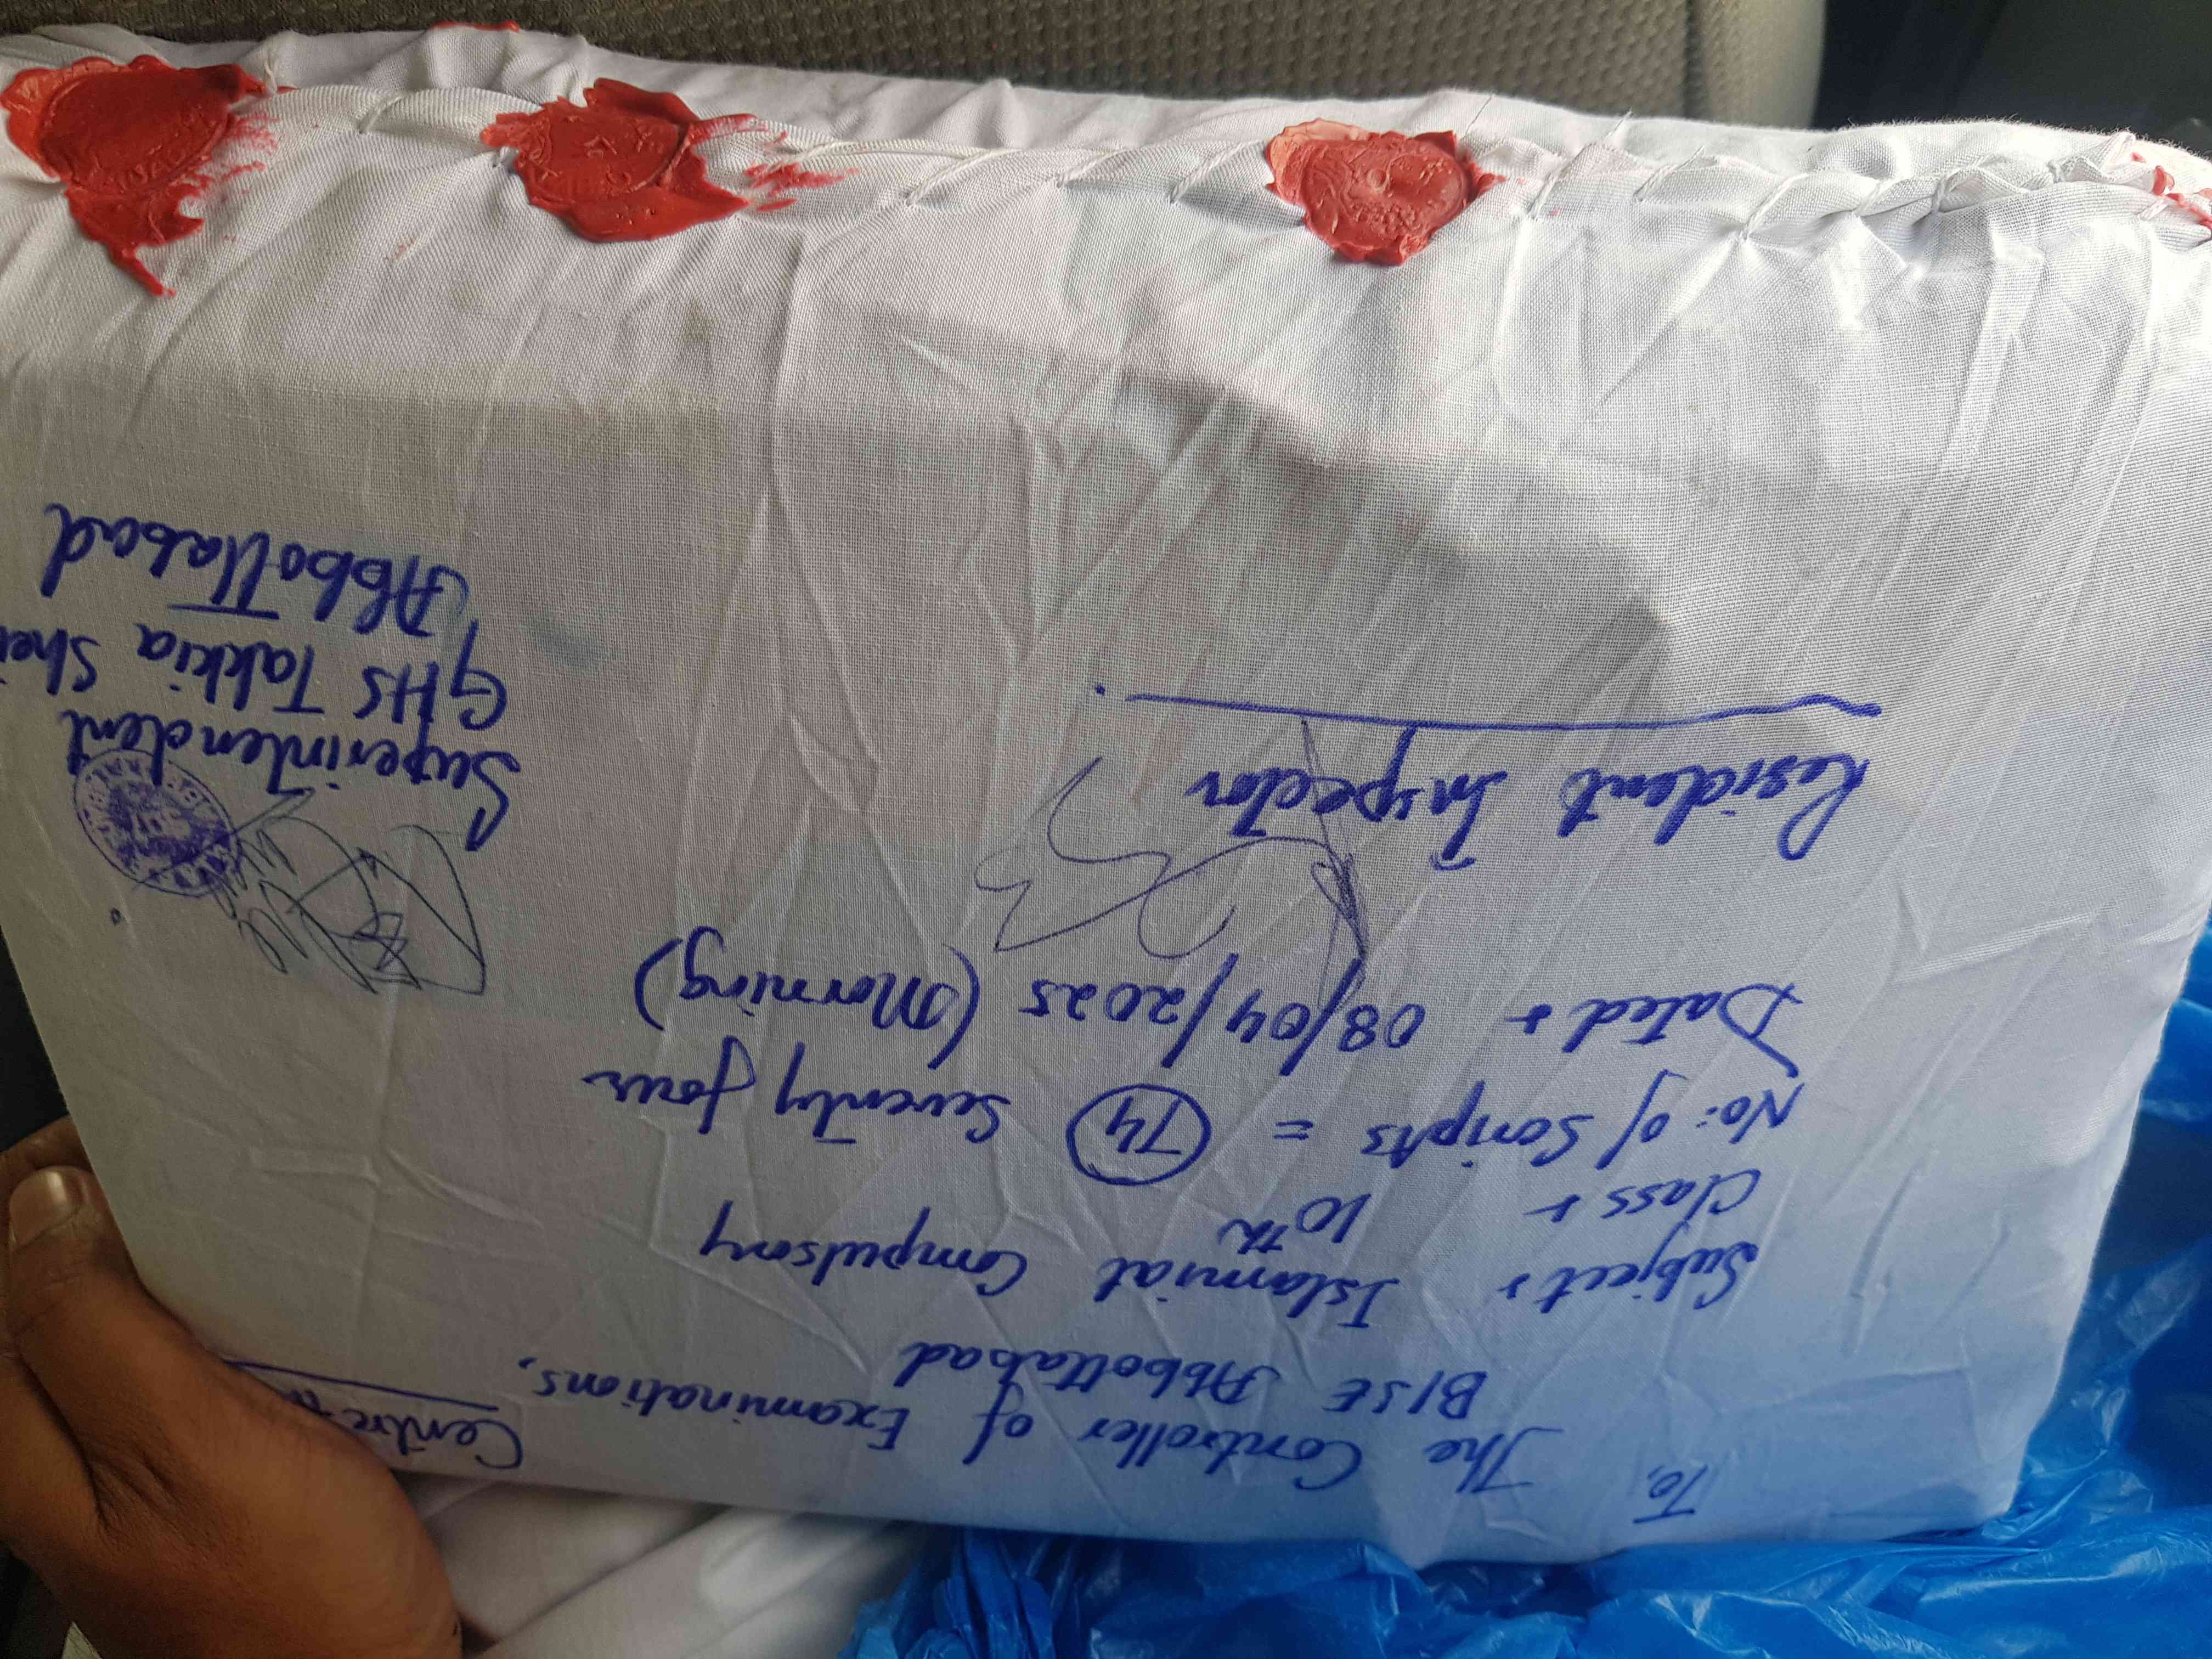 To,
The Controller of Examinations,
BISE Abbottabad
Centre
Subject: Islamiat Compulsory
Class: 10th
No: of Scripts = 74 Seventy four
Dated: 08/04/2025 (Morning)
Resident Inspector
Superintendent
GHS Takkia
Abbottabad